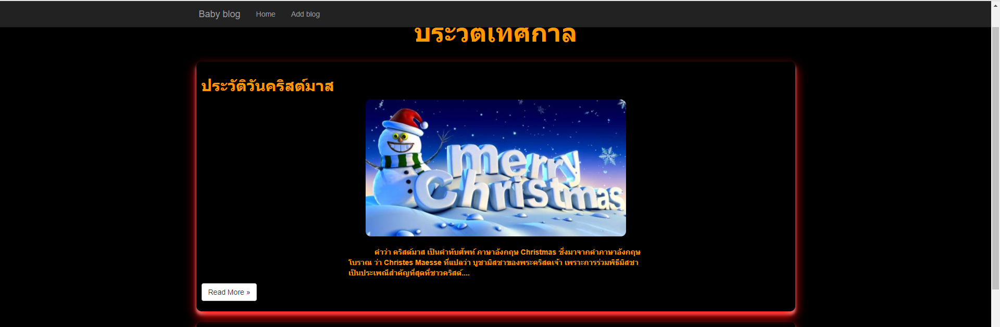 Baby blog Home Add blog
ประวัติเทศกาล
ประวัติวันคริสต์มาส
merry
Christmas
คำว่า คริสต์มาส เป็นคำทับศัพท์ ภาษาอังกฤษ Christmas ซึ่งมาจากคำภาษาอังกฤษ
โบราณ ว่า Christes Maesse ที่แปลว่า บูชามิสซาของพระคริสตเจ้า เพราะการร่วมพิธีมิสซา
เป็นประเพณีสำคัญที่สุดที่ชาวคริสต์....
Read More »